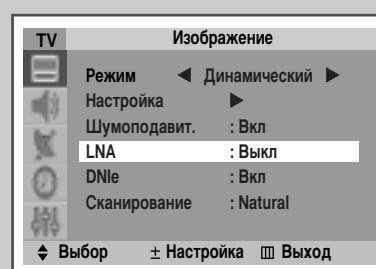 TV Изображение
Режим ◀ Динамический ▶
Настройка ▶
Шумоподавит. : Вкл
LNA : Выкл
DNIe : Вкл
Сканирование : Natural
Выбор ± Настройка Выход